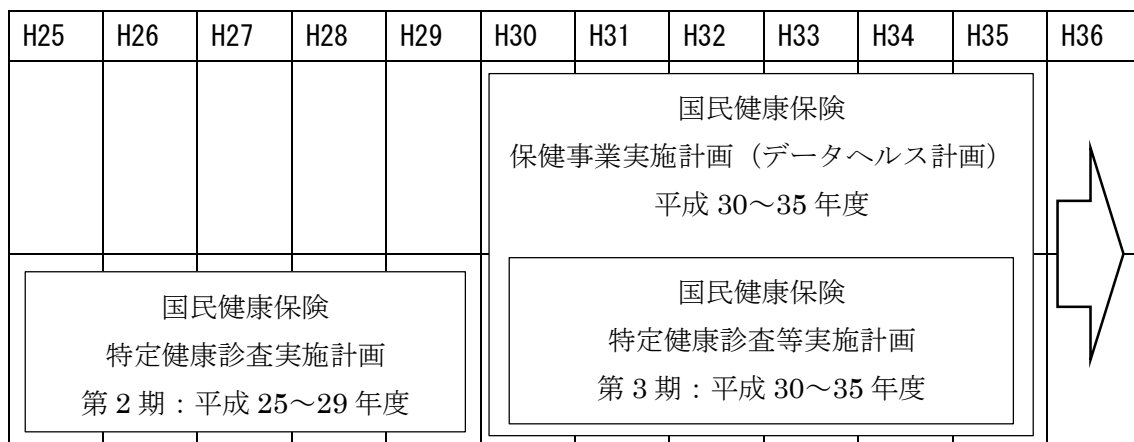 H25 H26 H27 H28 H29 H30 H31 H32 H33 H34 H35 H36
国民健康保険
保健事業実施計画（データヘルス計画）
平成 30～35 年度
国民健康保険
特定健康診査実施計画
第 2 期：平成 25～29 年度
国民健康保険
特定健康診査等実施計画
第 3 期：平成 30～35 年度